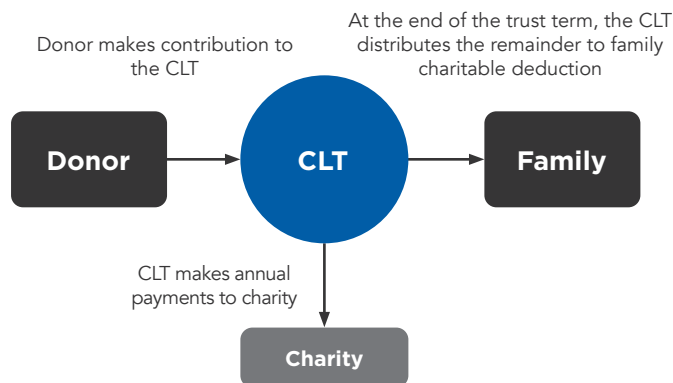 Donor makes contribution to
the CLT
At the end of the trust term, the CLT
distributes the remainder to family
charitable deduction
Donor
CLT
Family
CLT makes annual
payments to charity
Charity